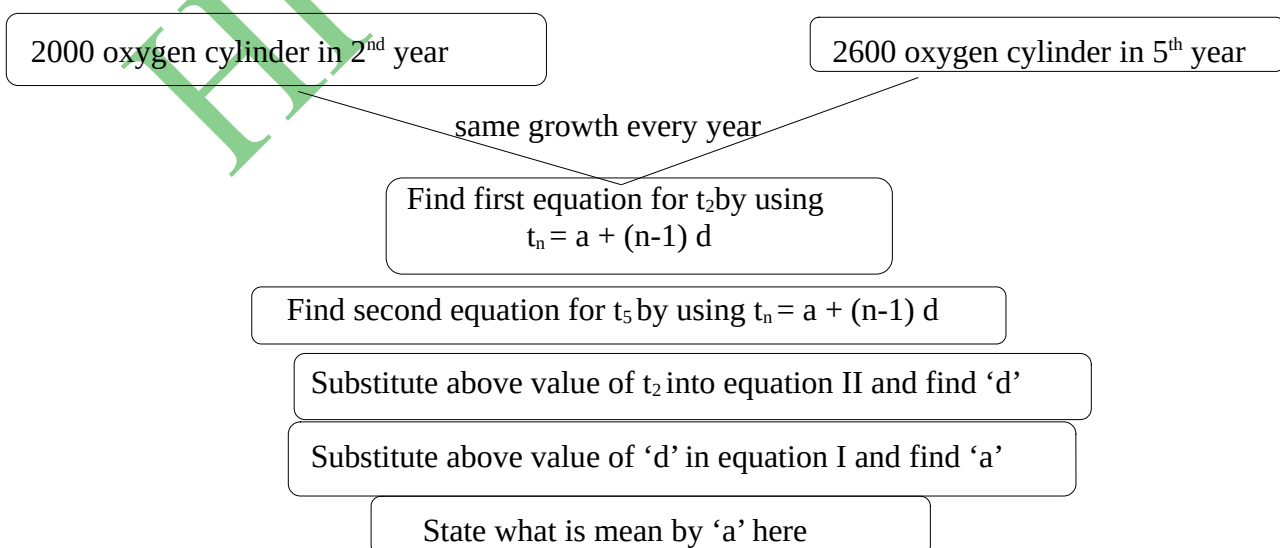 2000 oxygen cylinder in 2nd year
2600 oxygen cylinder in 5th year
same growth every year
Find first equation for t2by using
tn = a + (n-1) d
Find second equation for t5 by using tn = a + (n-1) d
Substitute above value of t2 into equation II and find ‘d’
Substitute above value of ‘d’ in equation I and find ‘a’
State what is mean by ‘a’ here